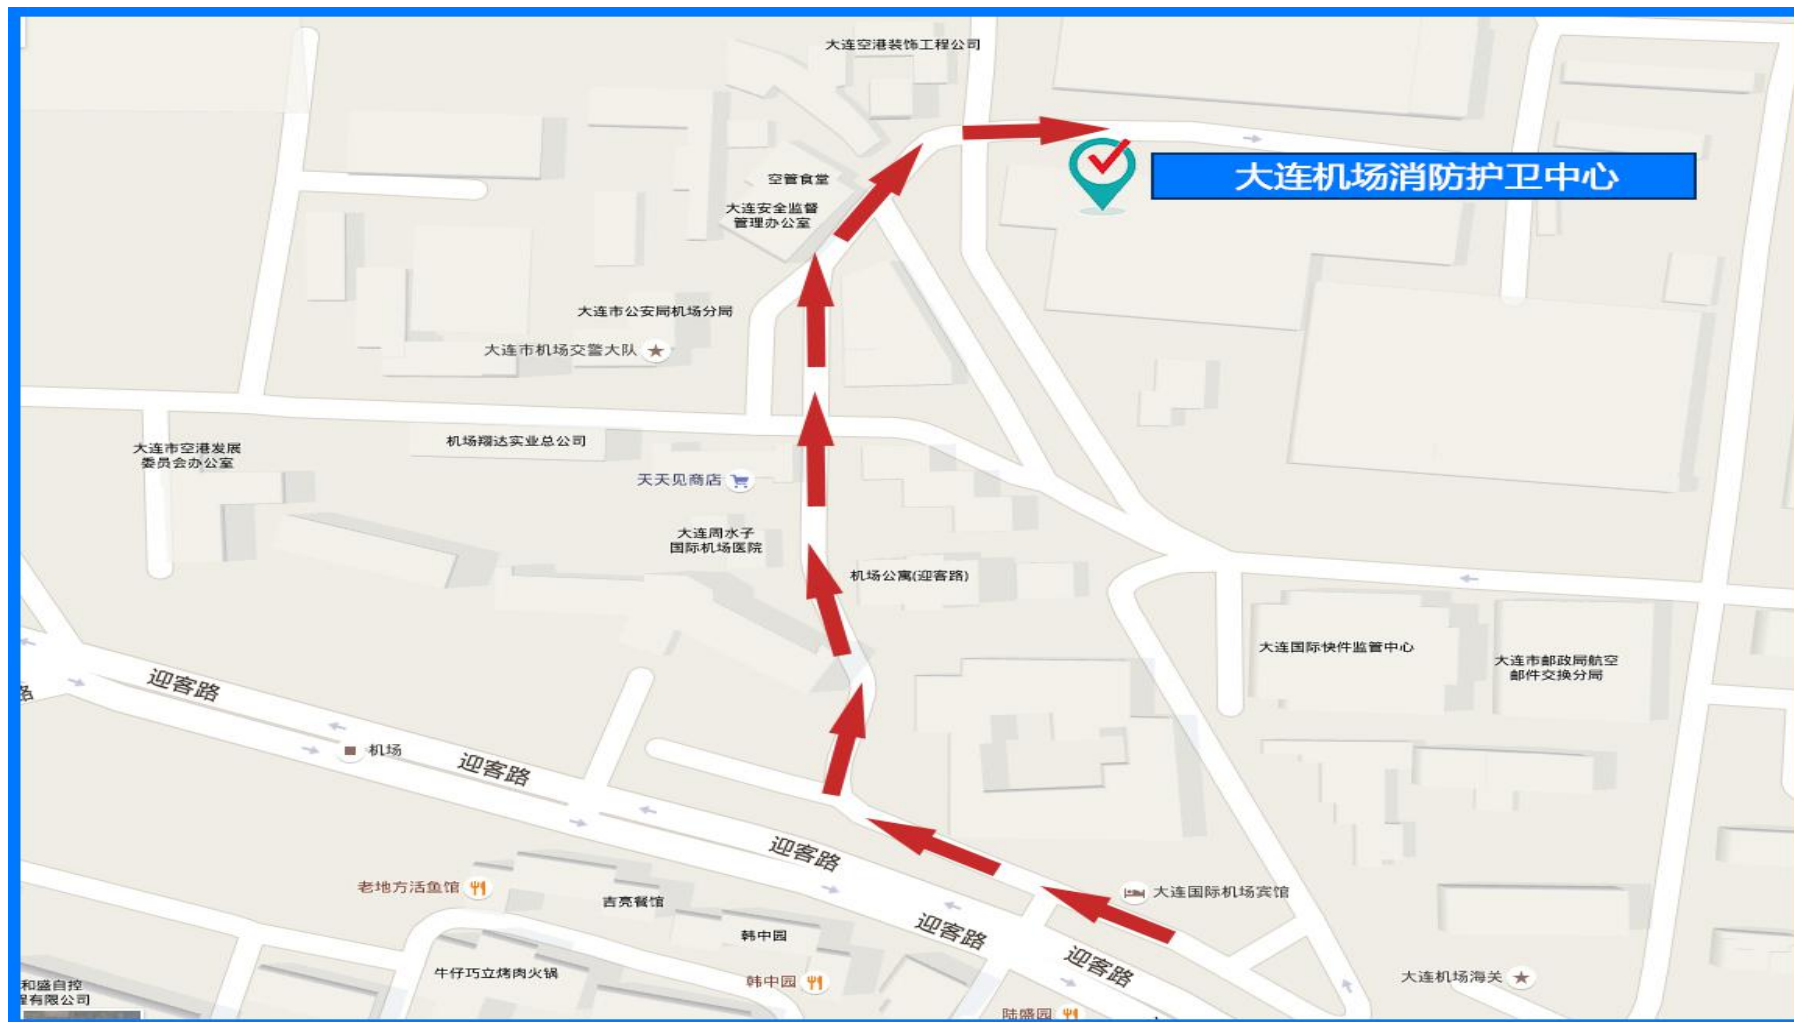 大连空港装饰工程公司
空管食堂
大连安全监督
管理办公室
大连机场消防护卫中心
大连市公安局机场分局
大连市机场交警大队
大连市空港发展
委员会办公室
机场翔达实业总公司
天天见商店
大连周水子
国际机场医院
机场公寓(迎客路)
大连国际快件监管中心
大连市邮政局航空
邮件交换分局
迎客路
路
机场
迎客路
迎客路
老地方活鱼馆
吉亮餐馆
大连国际机场宾馆
迎客路
韩中园
迎客路
牛仔巧立烤肉火锅
韩中园
大连机场海关
和盛自控
程有限公司
陆盛园